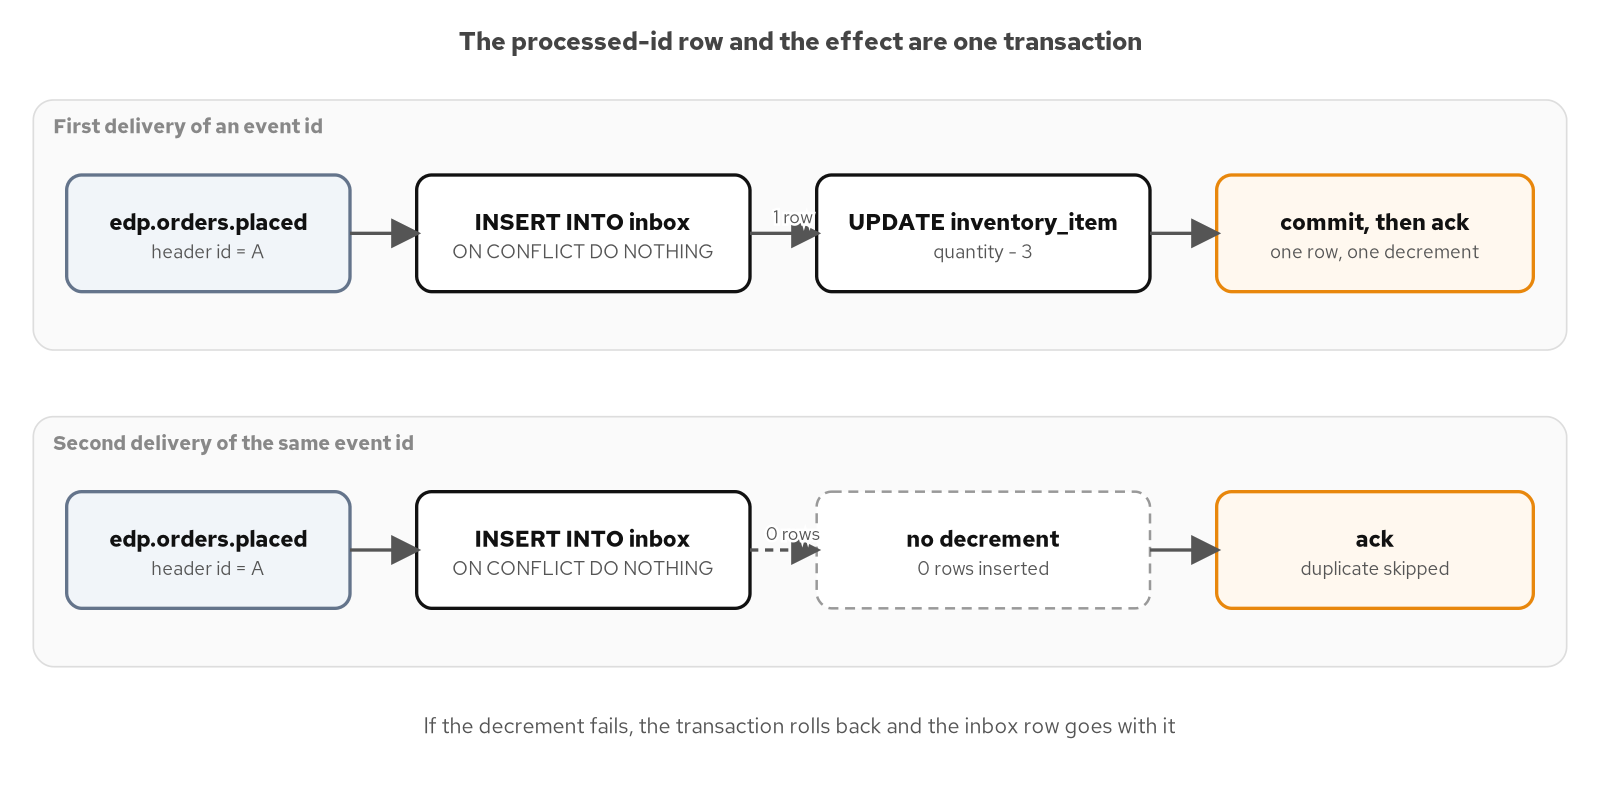 The processed-id row and the effect are one transaction
First delivery of an event id
edp.orders.placed
header id = A
INSERT INTO inbox
ON CONFLICT DO NOTHING
1 row
UPDATE inventory_item
quantity - 3
commit, then ack
one row, one decrement
Second delivery of the same event id
edp.orders.placed
header id = A
INSERT INTO inbox
ON CONFLICT DO NOTHING
0 rows
no decrement
0 rows inserted
ack
duplicate skipped
If the decrement fails, the transaction rolls back and the inbox row goes with it